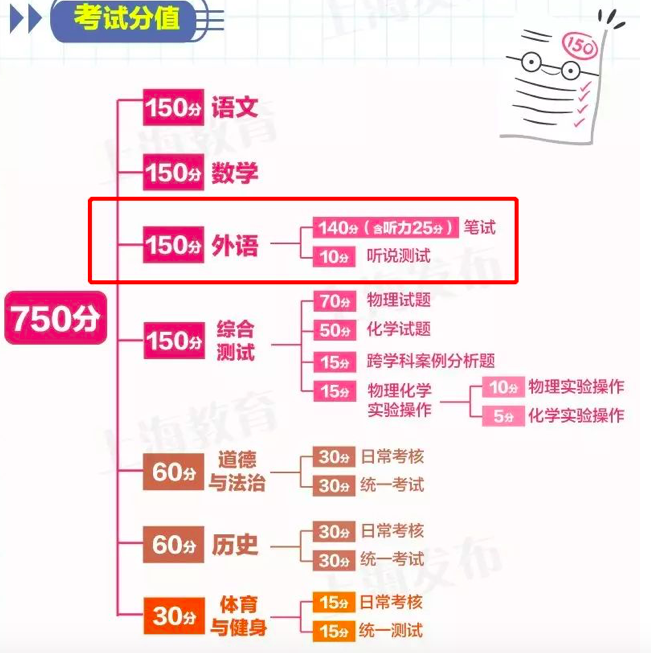 考试分值
150
150分 语文
150分 数学
150分 外语
140分（含听力25分） 笔试
10分 听说测试
750分
150分 综合
测试
70分 物理试题
50分 化学试题
15分 跨学科案例分析题
15分 物理化学
实验操作
10分 物理实验操作
5分 化学实验操作
60分 道德
与法治
30分 日常考核
30分 统一考试
60分 历史
30分 日常考核
30分 统一考试
30分 体育
与健身
15分 日常考核
15分 统一测试
上海教育
上海发布
上海教育
上海发布